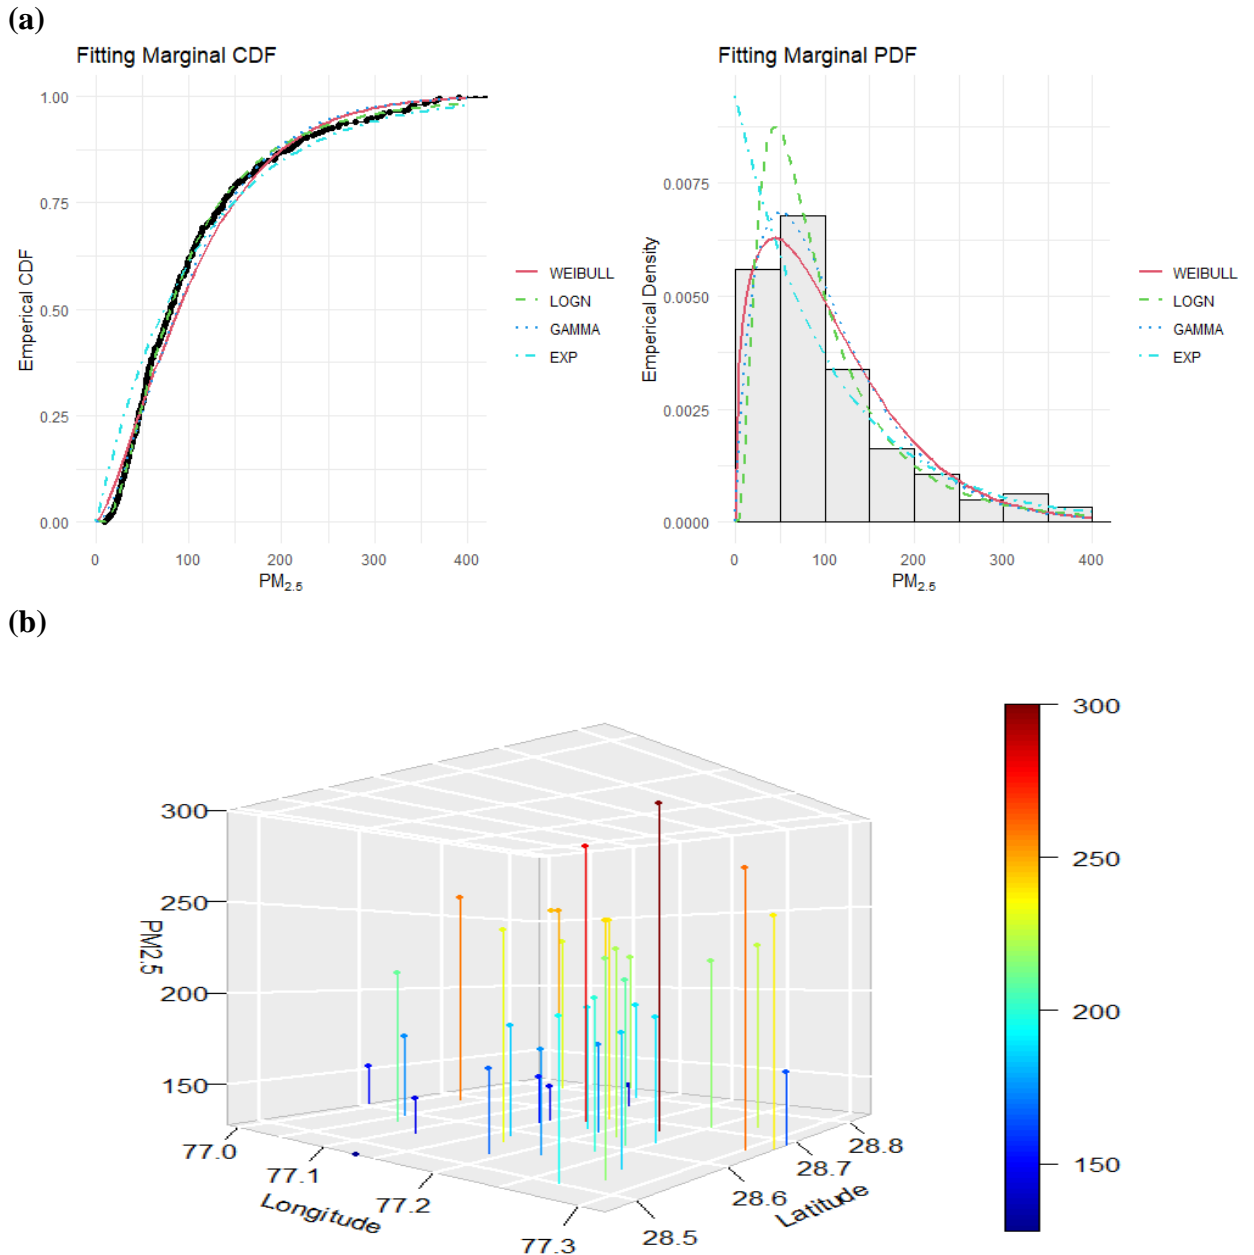 (a)
Fitting Marginal CDF
Emperical CDF
1.00
0.75
0.50
0.25
0.00
0 100 200 300 400
PM2.5
WEIBULL
LOGN
GAMMA
EXP
Fitting Marginal PDF
Emperical Density
0.0075
0.0050
0.0025
0.0000
0 100 200 300 400
PM2.5
WEIBULL
LOGN
GAMMA
EXP
(b)
PM2.5
300
250
200
150
77.0
77.1
77.2
77.3
Longitude
28.5
28.6
28.7
28.8
Latitude
300
250
200
150